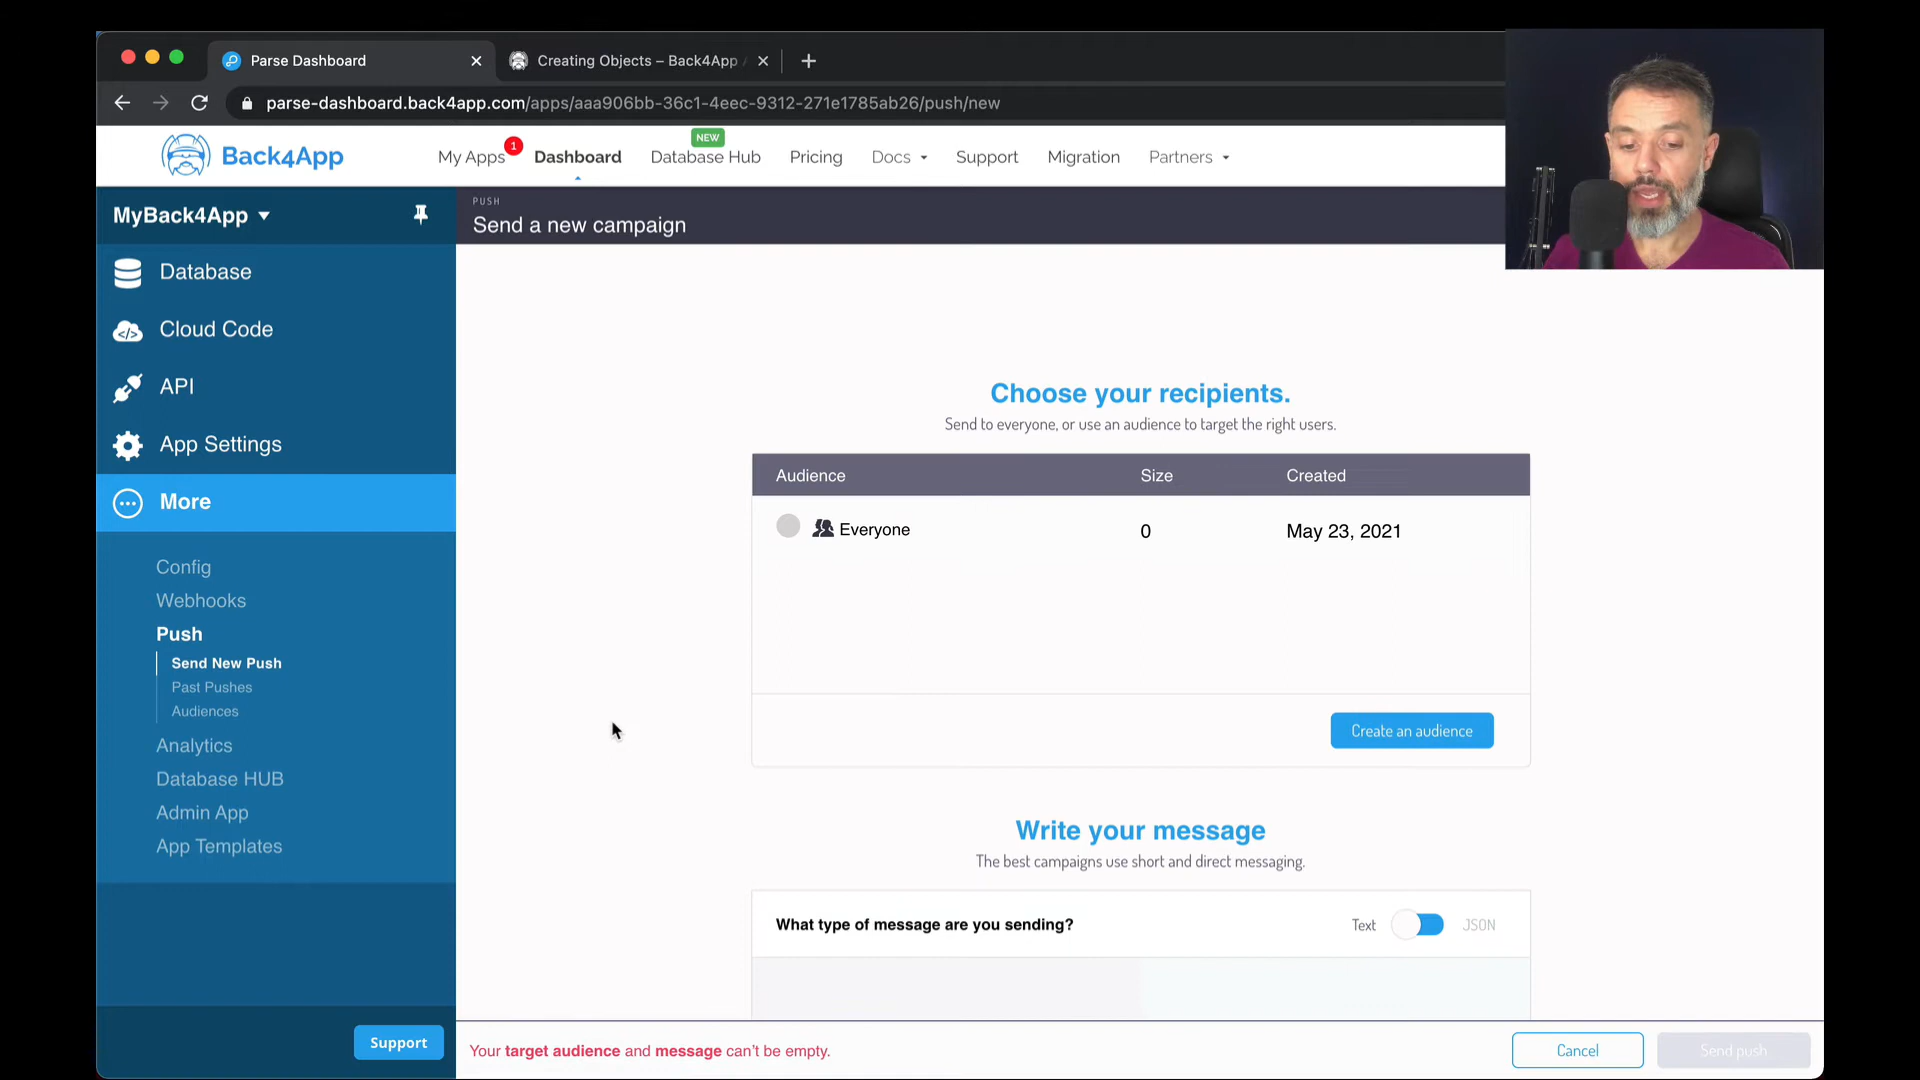 Parse Dashboard
Creating Objects – Back4App
parse-dashboard.back4app.com/apps/aaa906bb-36c1-4eec-9312-271e1785ab26/push/new
Back4App
My Apps 1
Dashboard
NEW
Database Hub
Pricing
Docs
Support
Migration
Partners
MyBack4App
PUSH
Send a new campaign
Database
Cloud Code
API
App Settings
More
Config
Webhooks
Push
Send New Push
Past Pushes
Audiences
Analytics
Database HUB
Admin App
App Templates
Support
Choose your recipients.
Send to everyone, or use an audience to target the right users.
Audience Size Created
Everyone 0 May 23, 2021
Create an audience
Write your message
The best campaigns use short and direct messaging.
What type of message are you sending? Text JSON
Your target audience and message can't be empty.
Cancel
Send push